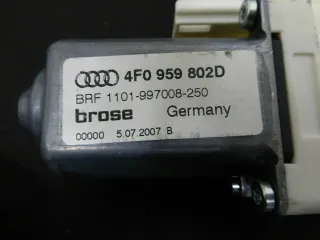 4F0 959 802D
BRF 1101-997008-250
brose Germany
00000 5.07.2007 B